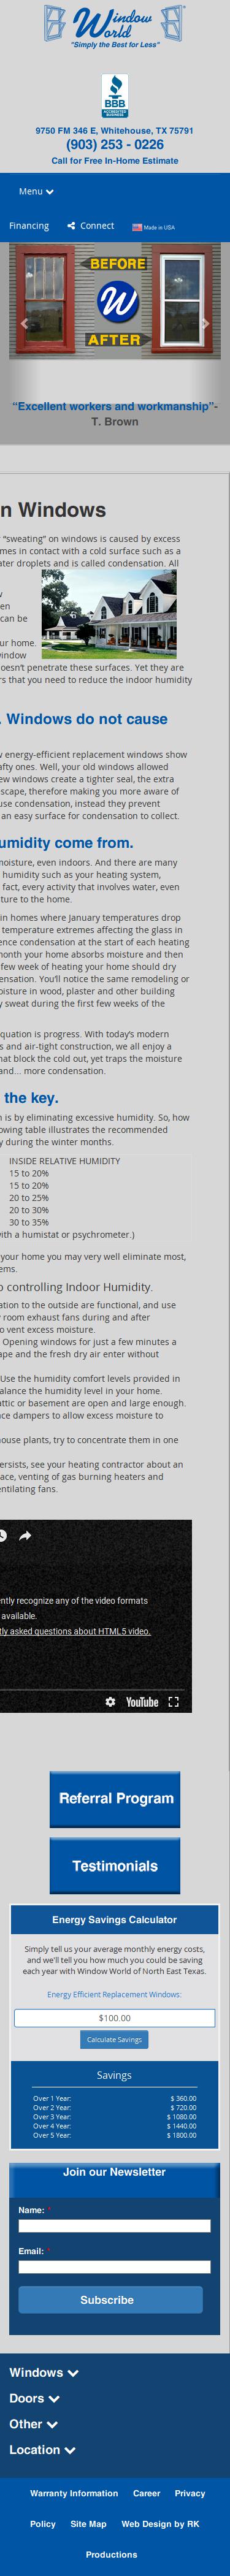 Window World
"Simply the Best for Less"
BBB
ACCREDITED BUSINESS
9750 FM 346 E, Whitehouse, TX 75791
(903) 253 - 0226
Call for Free In-Home Estimate
Menu
Financing Connect Made in USA
BEFORE
W
AFTER
“Excellent workers and workmanship”-
T. Brown
n Windows
“sweating” on windows is caused by excess
mes in contact with a cold surface such as a
ater droplets and is called condensation. All
en
can be
ur home.
indow
oesn’t penetrate these surfaces. Yet they are
rs that you need to reduce the indoor humidity
. Windows do not cause
energy-efficient replacement windows show
afty ones. Well, your old windows allowed
ew windows create a tighter seal, the extra
scape, therefore making you more aware of
use condensation, instead they prevent
an easy surface for condensation to collect.
umidity come from.
moisture, even indoors. And there are many
humidity such as your heating system,
fact, every activity that involves water, even
ture to the home.
in homes where January temperatures drop
temperature extremes affecting the glass in
ence condensation at the start of each heating
month your home absorbs moisture and then
few week of heating your home should dry
ensation. You’ll notice the same remodeling or
oisture in wood, plaster and other building
y sweat during the first few weeks of the
quation is progress. With today’s modern
s and air-tight construction, we all enjoy a
hat block the cold out, yet traps the moisture
and... more condensation.
the key.
n is by eliminating excessive humidity. So, how
owing table illustrates the recommended
y during the winter months.
INSIDE RELATIVE HUMIDITY
15 to 20%
15 to 20%
20 to 25%
20 to 30%
30 to 35%
with a humistat or psychrometer.)
your home you may very well eliminate most,
ems.
o controlling Indoor Humidity.
ation to the outside are functional, and use
room exhaust fans during and after
o vent excess moisture.
Opening windows for just a few minutes a
ape and the fresh dry air enter without
Use the humidity comfort levels provided in
alance the humidity level in your home.
attic or basement are open and large enough.
ce dampers to allow excess moisture to
house plants, try to concentrate them in one
ersists, see your heating contractor about an
ace, venting of gas burning heaters and
entilating fans.
ntly recognize any of the video formats
available.
tly asked questions about HTML5 video.
YouTube
Referral Program
Testimonials
Energy Savings Calculator
Simply tell us your average monthly energy costs,
and we'll tell you how much you could be saving
each year with Window World of North East Texas.
Energy Efficient Replacement Windows:
$100.00
Calculate Savings
Savings
Over 1 Year: $ 360.00
Over 2 Year: $ 720.00
Over 3 Year: $ 1080.00
Over 4 Year: $ 1440.00
Over 5 Year: $ 1800.00
Join our Newsletter
Name: *
Email: *
Subscribe
Windows
Doors
Other
Location
Warranty Information Career Privacy
Policy Site Map Web Design by RK
Productions